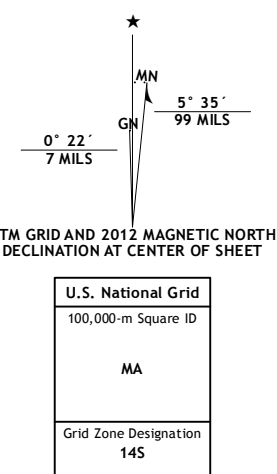 ★
MN
GN
5° 35´
99 MILS
0° 22´
7 MILS
TM GRID AND 2012 MAGNETIC NORTH
DECLINATION AT CENTER OF SHEET
U.S. National Grid
100,000-m Square ID
MA
Grid Zone Designation
14S